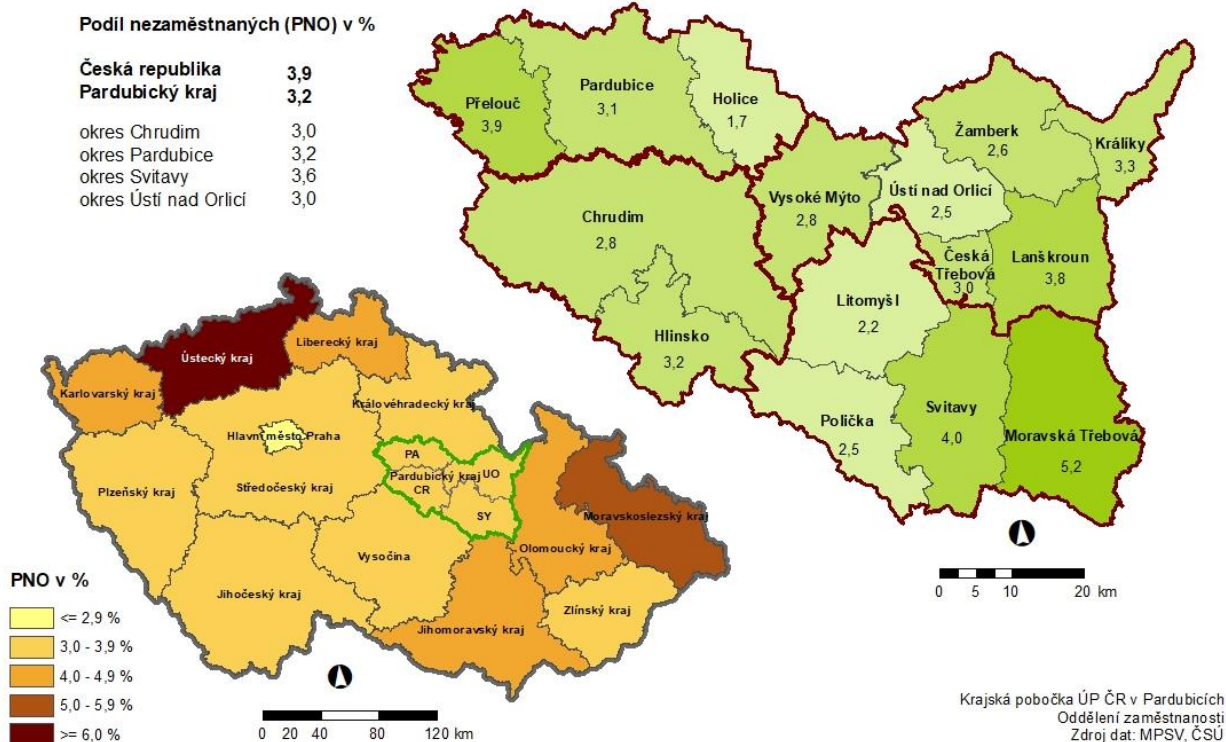 Podíl nezaměstnaných (PNO) v %
Česká republika 3,9
Pardubický kraj 3,2
okres Chrudim 3,0
okres Pardubice 3,2
okres Svitavy 3,6
okres Ústí nad Orlicí 3,0
Přelouč
3,9
Pardubice
3,1
Holice
1,7
Žamberk
2,6
Králíky
3,3
Vysoké Mýto
2,8
Ústí nad Orlicí
2,5
Chrudim
2,8
Česká
Třebová
3,0
Lanškroun
3,8
Litomyšl
2,2
Hlinsko
3,2
Polička
2,5
Svitavy
4,0
Moravská Třebová
5,2
0 5 10 20 km
Ústecký kraj
Liberecký kraj
Karlovarský kraj
Královéhradecký kraj
Hlavní město Praha
PA
UO
Pardubický kraj
CR
SY
Plzeňský kraj
Středočeský kraj
Moravskoslezský kraj
Olomoucký kraj
Vysočina
Jihočeský kraj
Zlínský kraj
Jihomoravský kraj
PNO v %
<= 2,9 %
3,0 - 3,9 %
4,0 - 4,9 %
5,0 - 5,9 %
>= 6,0 %
0 20 40 80 120 km
Krajská pobočka ÚP ČR v Pardubicích
Oddělení zaměstnanosti
Zdroj dat: MPSV, ČSÚ